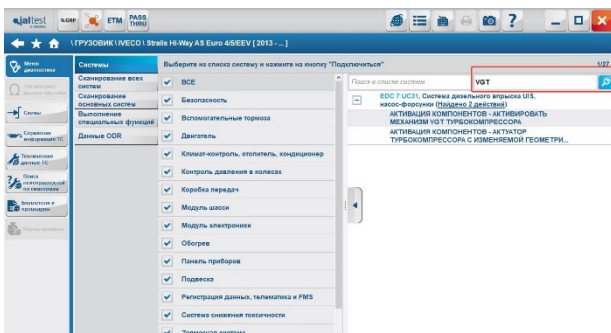 jaltest GRP ETM PASS THRU
\ ГРУЗОВИК \ IVECO \ Stralis Hi-Way AS Euro 4/5/EEV [ 2013 - ... ]
Меню диагностики
Системы
Выберите из списка систему и нажмите на кнопку "Подключиться"
1/27
Сканирование всех систем
Сканирование основных систем
Выполнение специальных функций
Данные ODR
Схемы
Сервисная информация ТС
Технические данные ТС
Поиск неисправностей по симптомам
ВСЕ
Безопасность
Вспомогательные тормоза
Двигатель
Климат-контроль, отопитель, кондиционер
Контроль давления в колесах
Коробка передач
Модуль шасси
Модуль электроники
Обогрев
Панель приборов
Подвеска
Регистрация данных, телематика и FMS
Система снижения токсичности
Тормозная система
Поиск в списке систем
VGT
EDC 7 UC31, Система дизельного впрыска UIS,
насос-форсунки (Найдено 2 действия)
АКТИВАЦИЯ КОМПОНЕНТОВ - АКТИВИРОВАТЬ
МЕХАНИЗМ VGT ТУРБОКОМПРЕССОРА
АКТИВАЦИЯ КОМПОНЕНТОВ - АКТУАТОР
ТУРБОКОМПРЕССОРА С ИЗМЕНЯЕМОЙ ГЕОМЕТРИ...